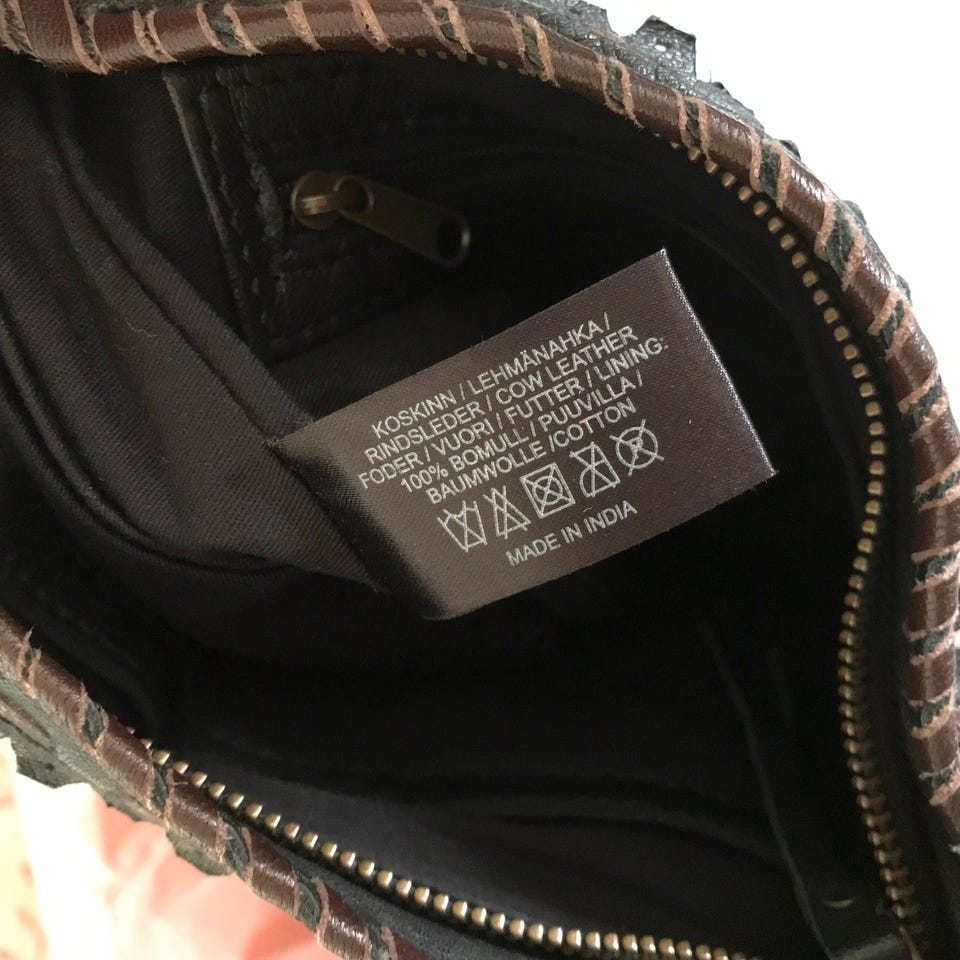 KOSKINN / LEHMÄNAHKA /
RINDSLEDER / COW LEATHER
FODER / VUORI / FUTTER / LINING:
100% BOMULL / PUUVILLA /
BAUMWOLLE /COTTON
MADE IN INDIA